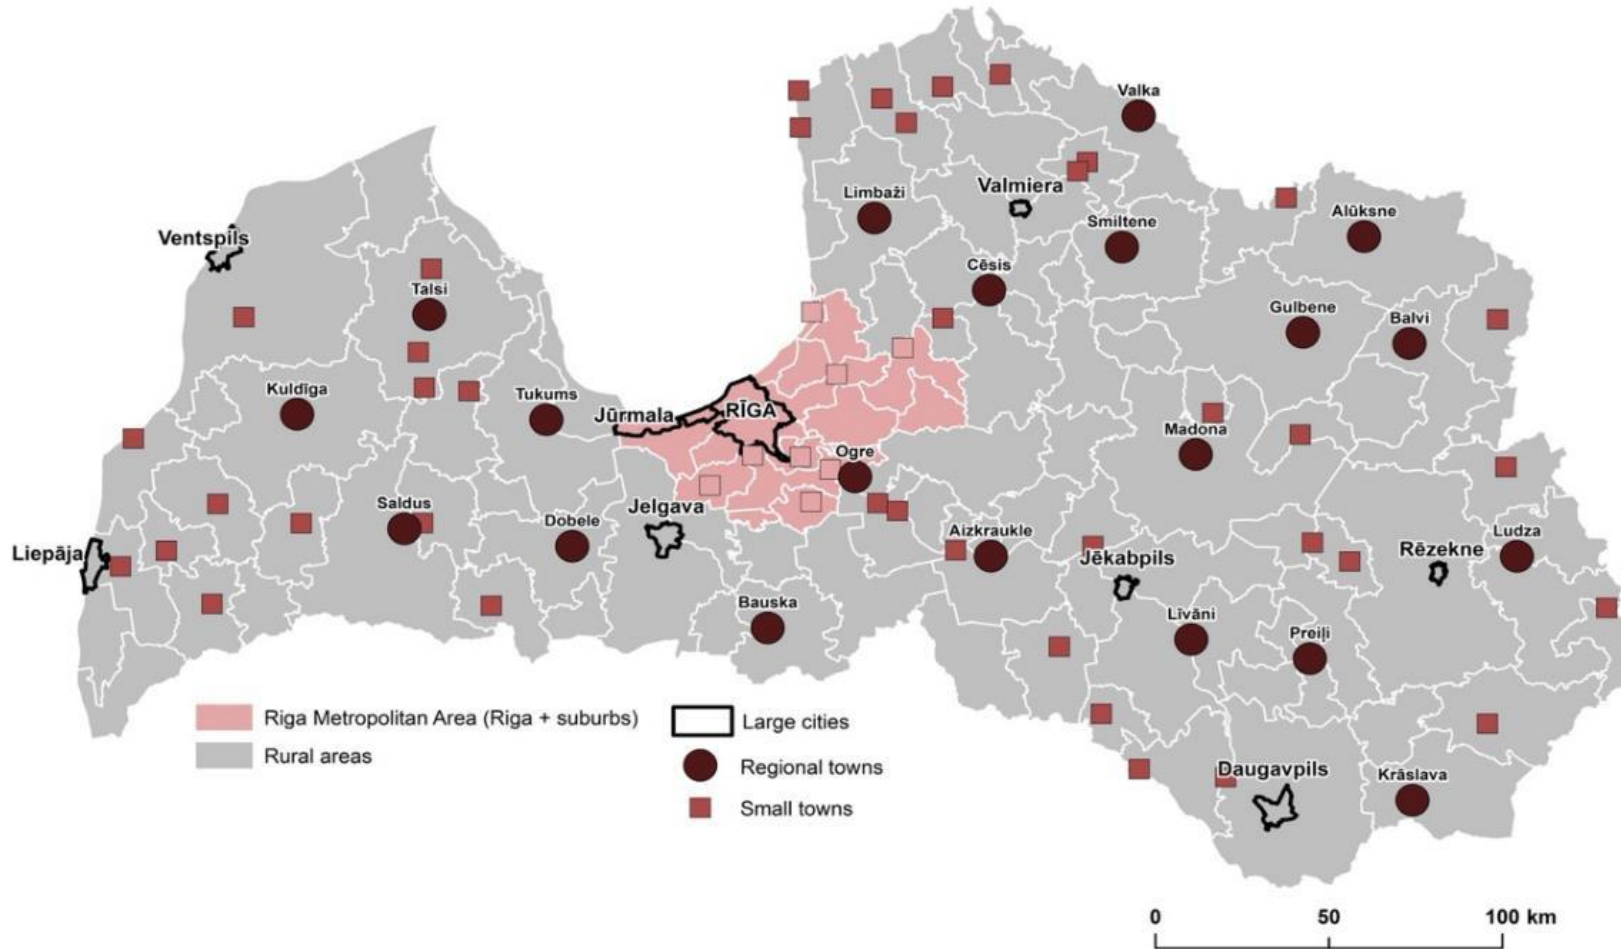 Valka
Limbaži
Valmiera
Smiltene
Alūksne
Ventspils
Cēsis
Talsi
Gulbene
Balvi
Kuldīga
Tukums
Jūrmala
RĪGA
Madona
Ogre
Saldus
Jelgava
Dobele
Aizkraukle
Liepāja
Jēkabpils
Rēzekne
Ludza
Bauska
Līvāni
Preiļi
Riga Metropolitan Area (Riga + suburbs)
Rural areas
Large cities
Regional towns
Small towns
Daugavpils
Krāslava
0 50 100 km